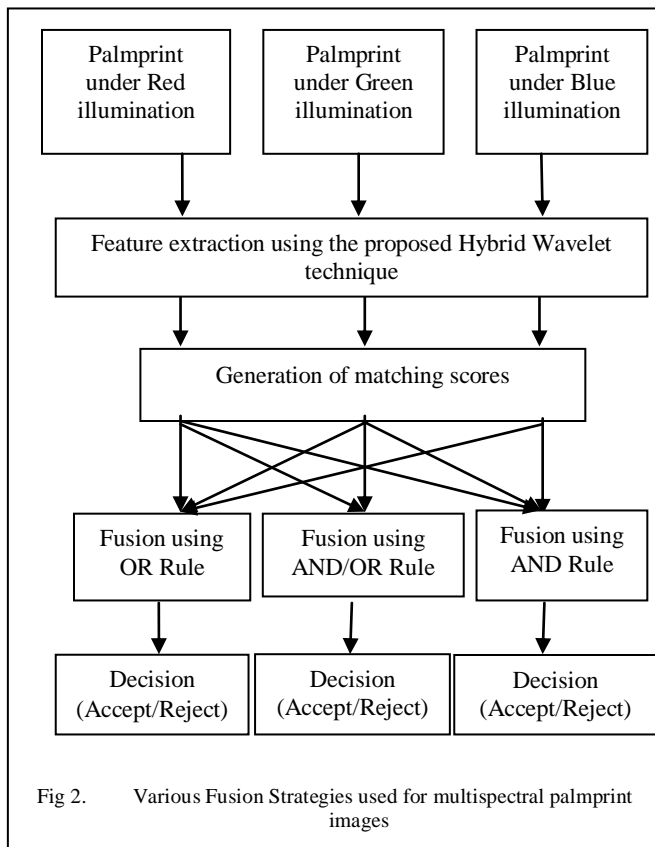 Palmprint
under Red
illumination
Palmprint
under Green
illumination
Palmprint
under Blue
illumination
Feature extraction using the proposed Hybrid Wavelet
technique
Generation of matching scores
Fusion using
OR Rule
Fusion using
AND/OR Rule
Fusion using
AND Rule
Decision
(Accept/Reject)
Decision
(Accept/Reject)
Decision
(Accept/Reject)
Fig 2. Various Fusion Strategies used for multispectral palmprint
images